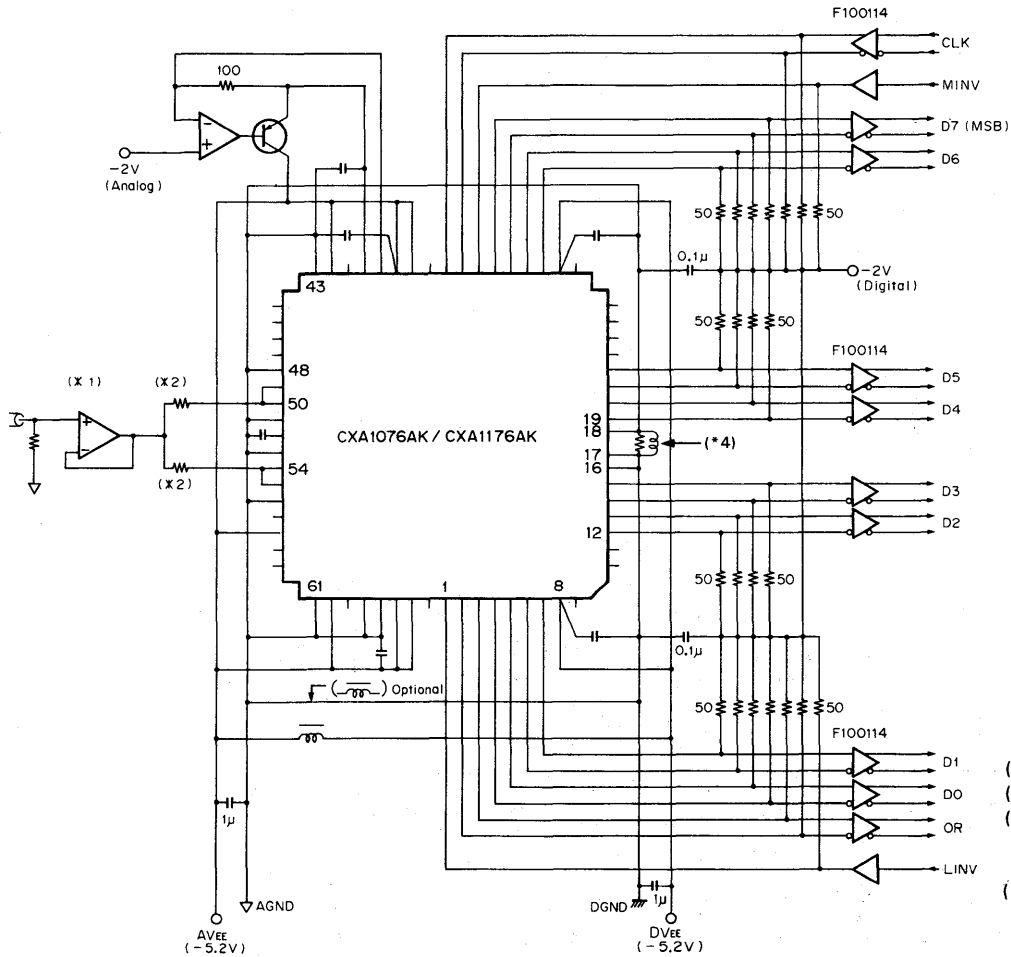 F100114
CLK
100
MINV
D7 (MSB)
D6
-2V
(Analog)
50
50
0.1μ
-2V
(Digital)
43
50
50
F100114
D5
48
(※1)
(※2)
50
D4
19
18
CXA1076AK / CXA1176AK
(*4)
17
54
16
(※2)
D3
D2
12
50
50
61
1
8
0.1μ
( ) Optional
50
50
F100114
D1
(
D0
(
1μ
(
OR
LINV
(
AGND
DGND
1μ
AVEE
(-5.2V)
DVEE
(-5.2V)